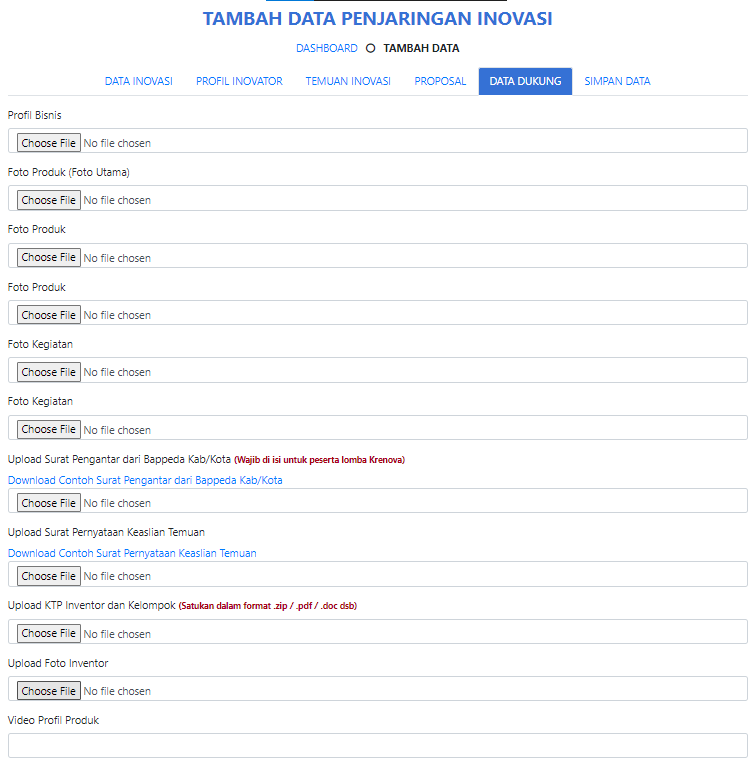 TAMBAH DATA PENJARINGAN INOVASI
DASHBOARD TAMBAH DATA
DATA INOVASI PROFIL INOVATOR TEMUAN INOVASI PROPOSAL DATA DUKUNG SIMPAN DATA
Profil Bisnis
Choose File No file chosen
Foto Produk (Foto Utama)
Choose File No file chosen
Foto Produk
Choose File No file chosen
Foto Produk
Choose File No file chosen
Foto Kegiatan
Choose File No file chosen
Foto Kegiatan
Choose File No file chosen
Upload Surat Pengantar dari Bappeda Kab/Kota (Wajib di isi untuk peserta lomba Krenova)
Download Contoh Surat Pengantar dari Bappeda Kab/Kota
Choose File No file chosen
Upload Surat Pernyataan Keaslian Temuan
Download Contoh Surat Pernyataan Keaslian Temuan
Choose File No file chosen
Upload KTP Inventor dan Kelompok (Satukan dalam format .zip / .pdf / .doc dsb)
Choose File No file chosen
Upload Foto Inventor
Choose File No file chosen
Video Profil Produk